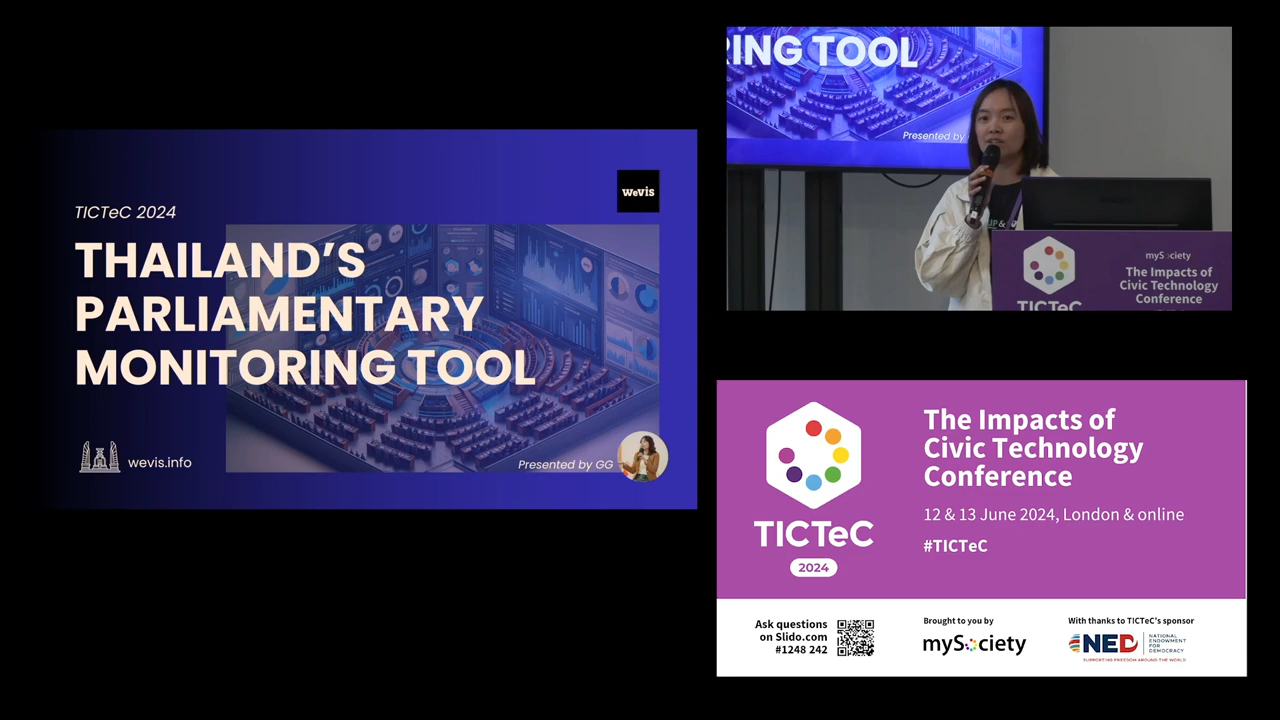 TICTeC 2024
wevis
THAILAND'S
PARLIAMENTARY
MONITORING TOOL
wevis.info
Presented by GG
RING TOOL
Presented by
mySociety
The Impacts of
Civic Technology
Conference
TICTeC
The Impacts of
Civic Technology
Conference
12 & 13 June 2024, London & online
#TICTeC
TICTeC
2024
Ask questions
on Slido.com
#1248 242
Brought to you by
mySociety
With thanks to TICTeC's sponsor
NED
NATIONAL
ENDOWMENT
FOR
DEMOCRACY
SUPPORTING FREEDOM AROUND THE WORLD